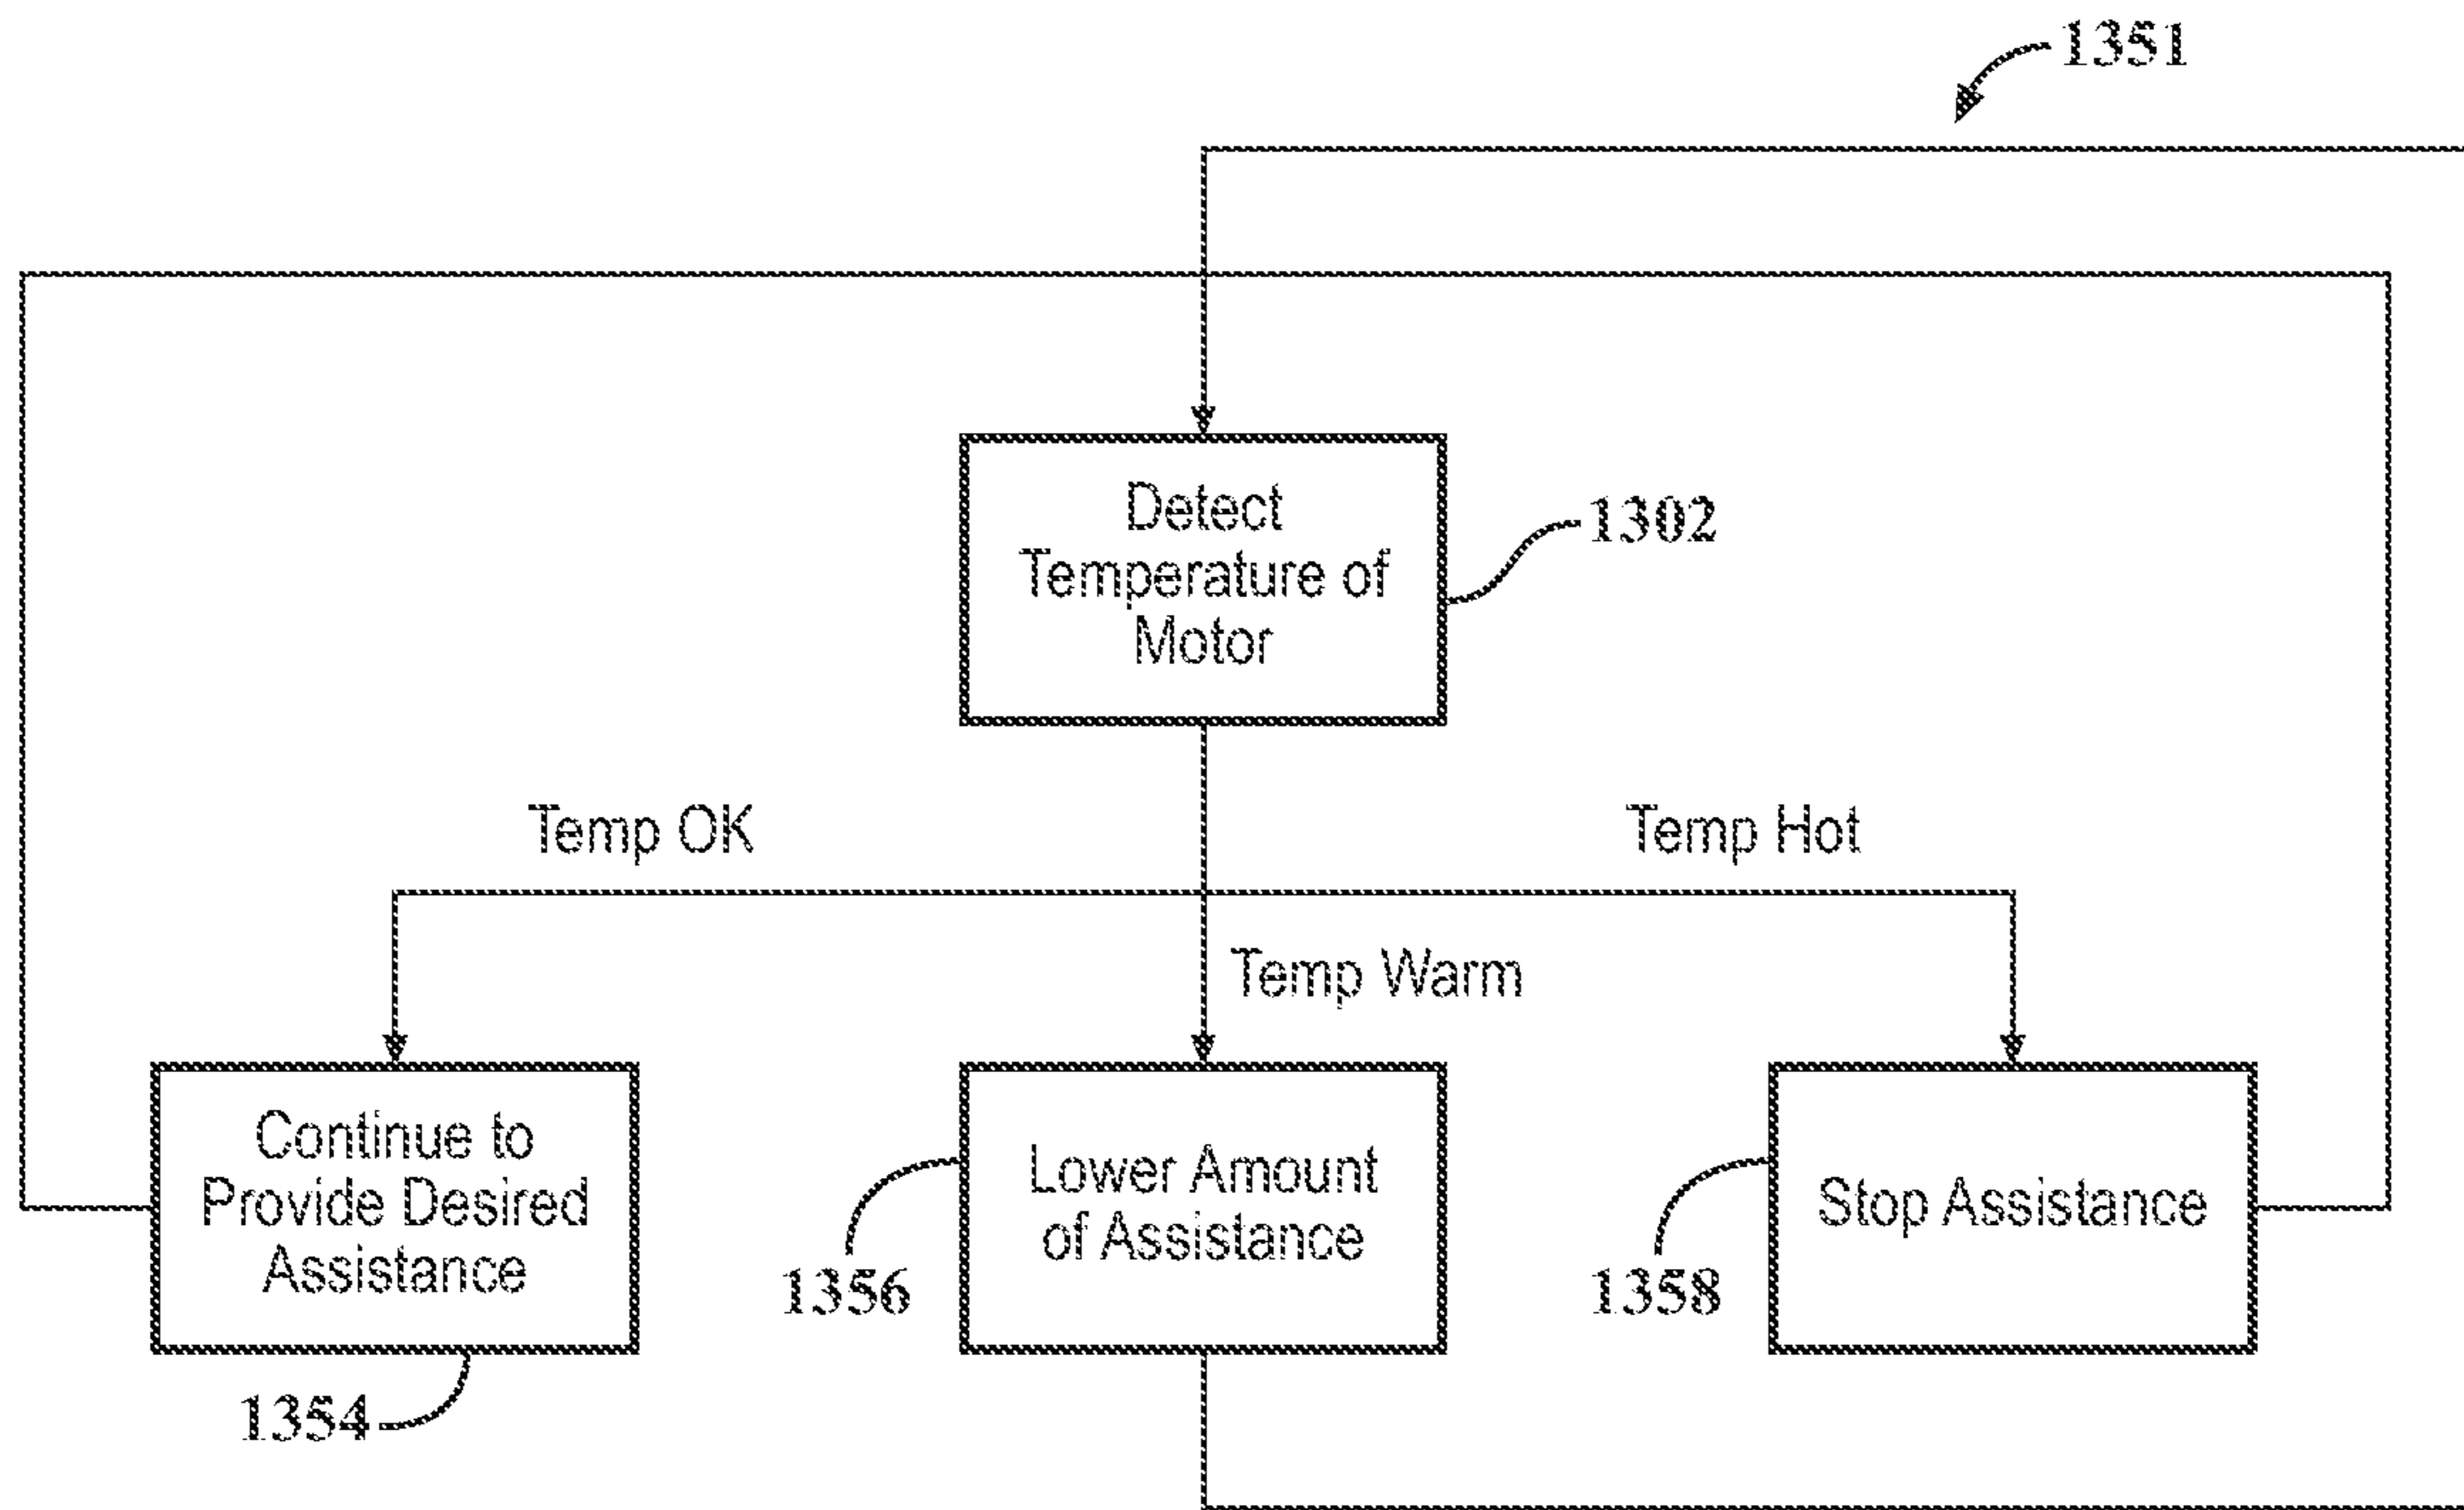 1351
Detect
Temperature of
Motor
1302
Temp OK
Temp Hot
Temp Warm
Continue to
Provide Desired
Assistance
1354
Lower Amount
of Assistance
1356
Stop Assistance
1358